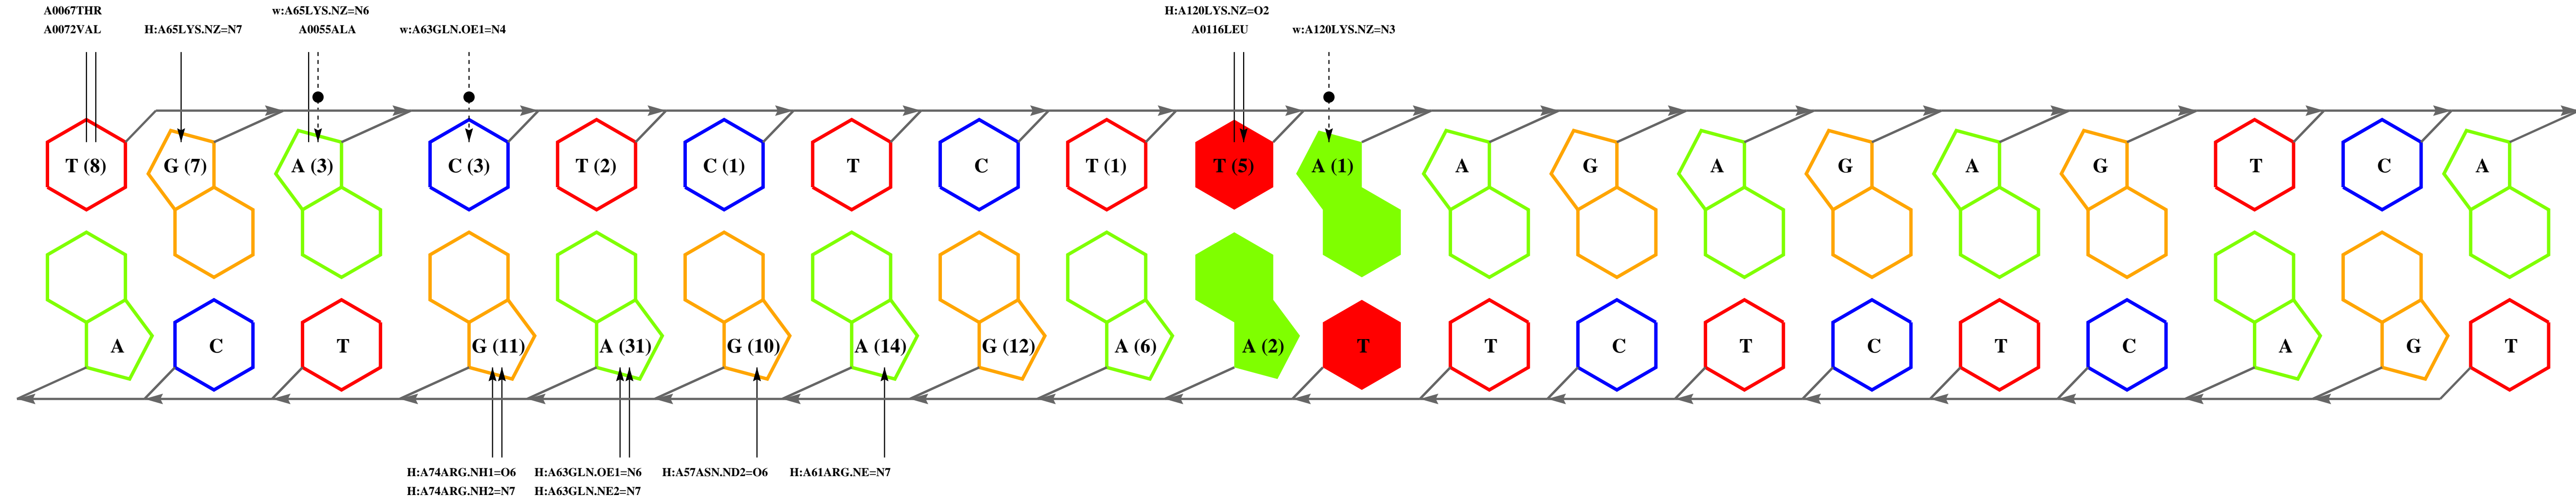 A0067THR
A0072VAL
H:A65LYS.NZ=N7
w:A65LYS.NZ=N6
A0055ALA
w:A63GLN.OE1=N4
H:A120LYS.NZ=O2
A0116LEU
w:A120LYS.NZ=N3
T (8) G (7) A (3) C (3) T (2) C (1) T C T (1) T (5) A (1) A G A G A G T C A
A C T G (11) A (31) G (10) A (14) G (12) A (6) A (2) T T C T C T C A G T
H:A74ARG.NH1=O6
H:A74ARG.NH2=N7
H:A63GLN.OE1=N6
H:A63GLN.NE2=N7
H:A57ASN.ND2=O6
H:A61ARG.NE=N7